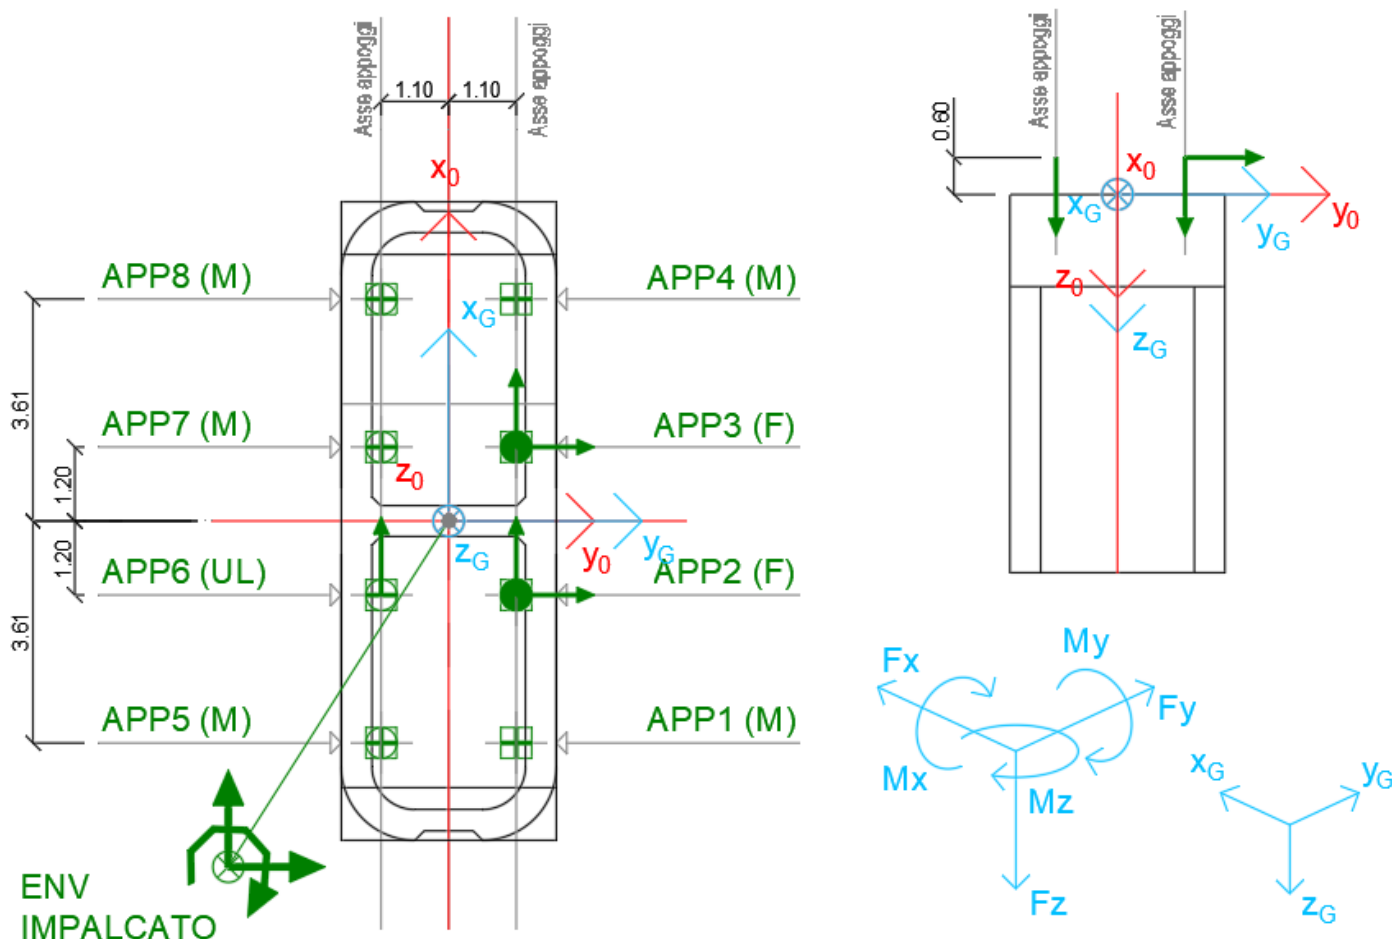 Asse appoggi
Asse appoggi
1.10
1.10
x0
APP8 (M)
APP4 (M)
xG
3.61
APP7 (M)
APP3 (F)
z0
1.20
zG
y0
yG
1.20
APP6 (UL)
APP2 (F)
3.61
APP5 (M)
APP1 (M)
ENV
IMPALCATO
Asse appoggi
Asse appoggi
0.60
x0
xG
yG
y0
z0
zG
My
Fx
Fy
Mx
Mz
Fz
xG
yG
zG